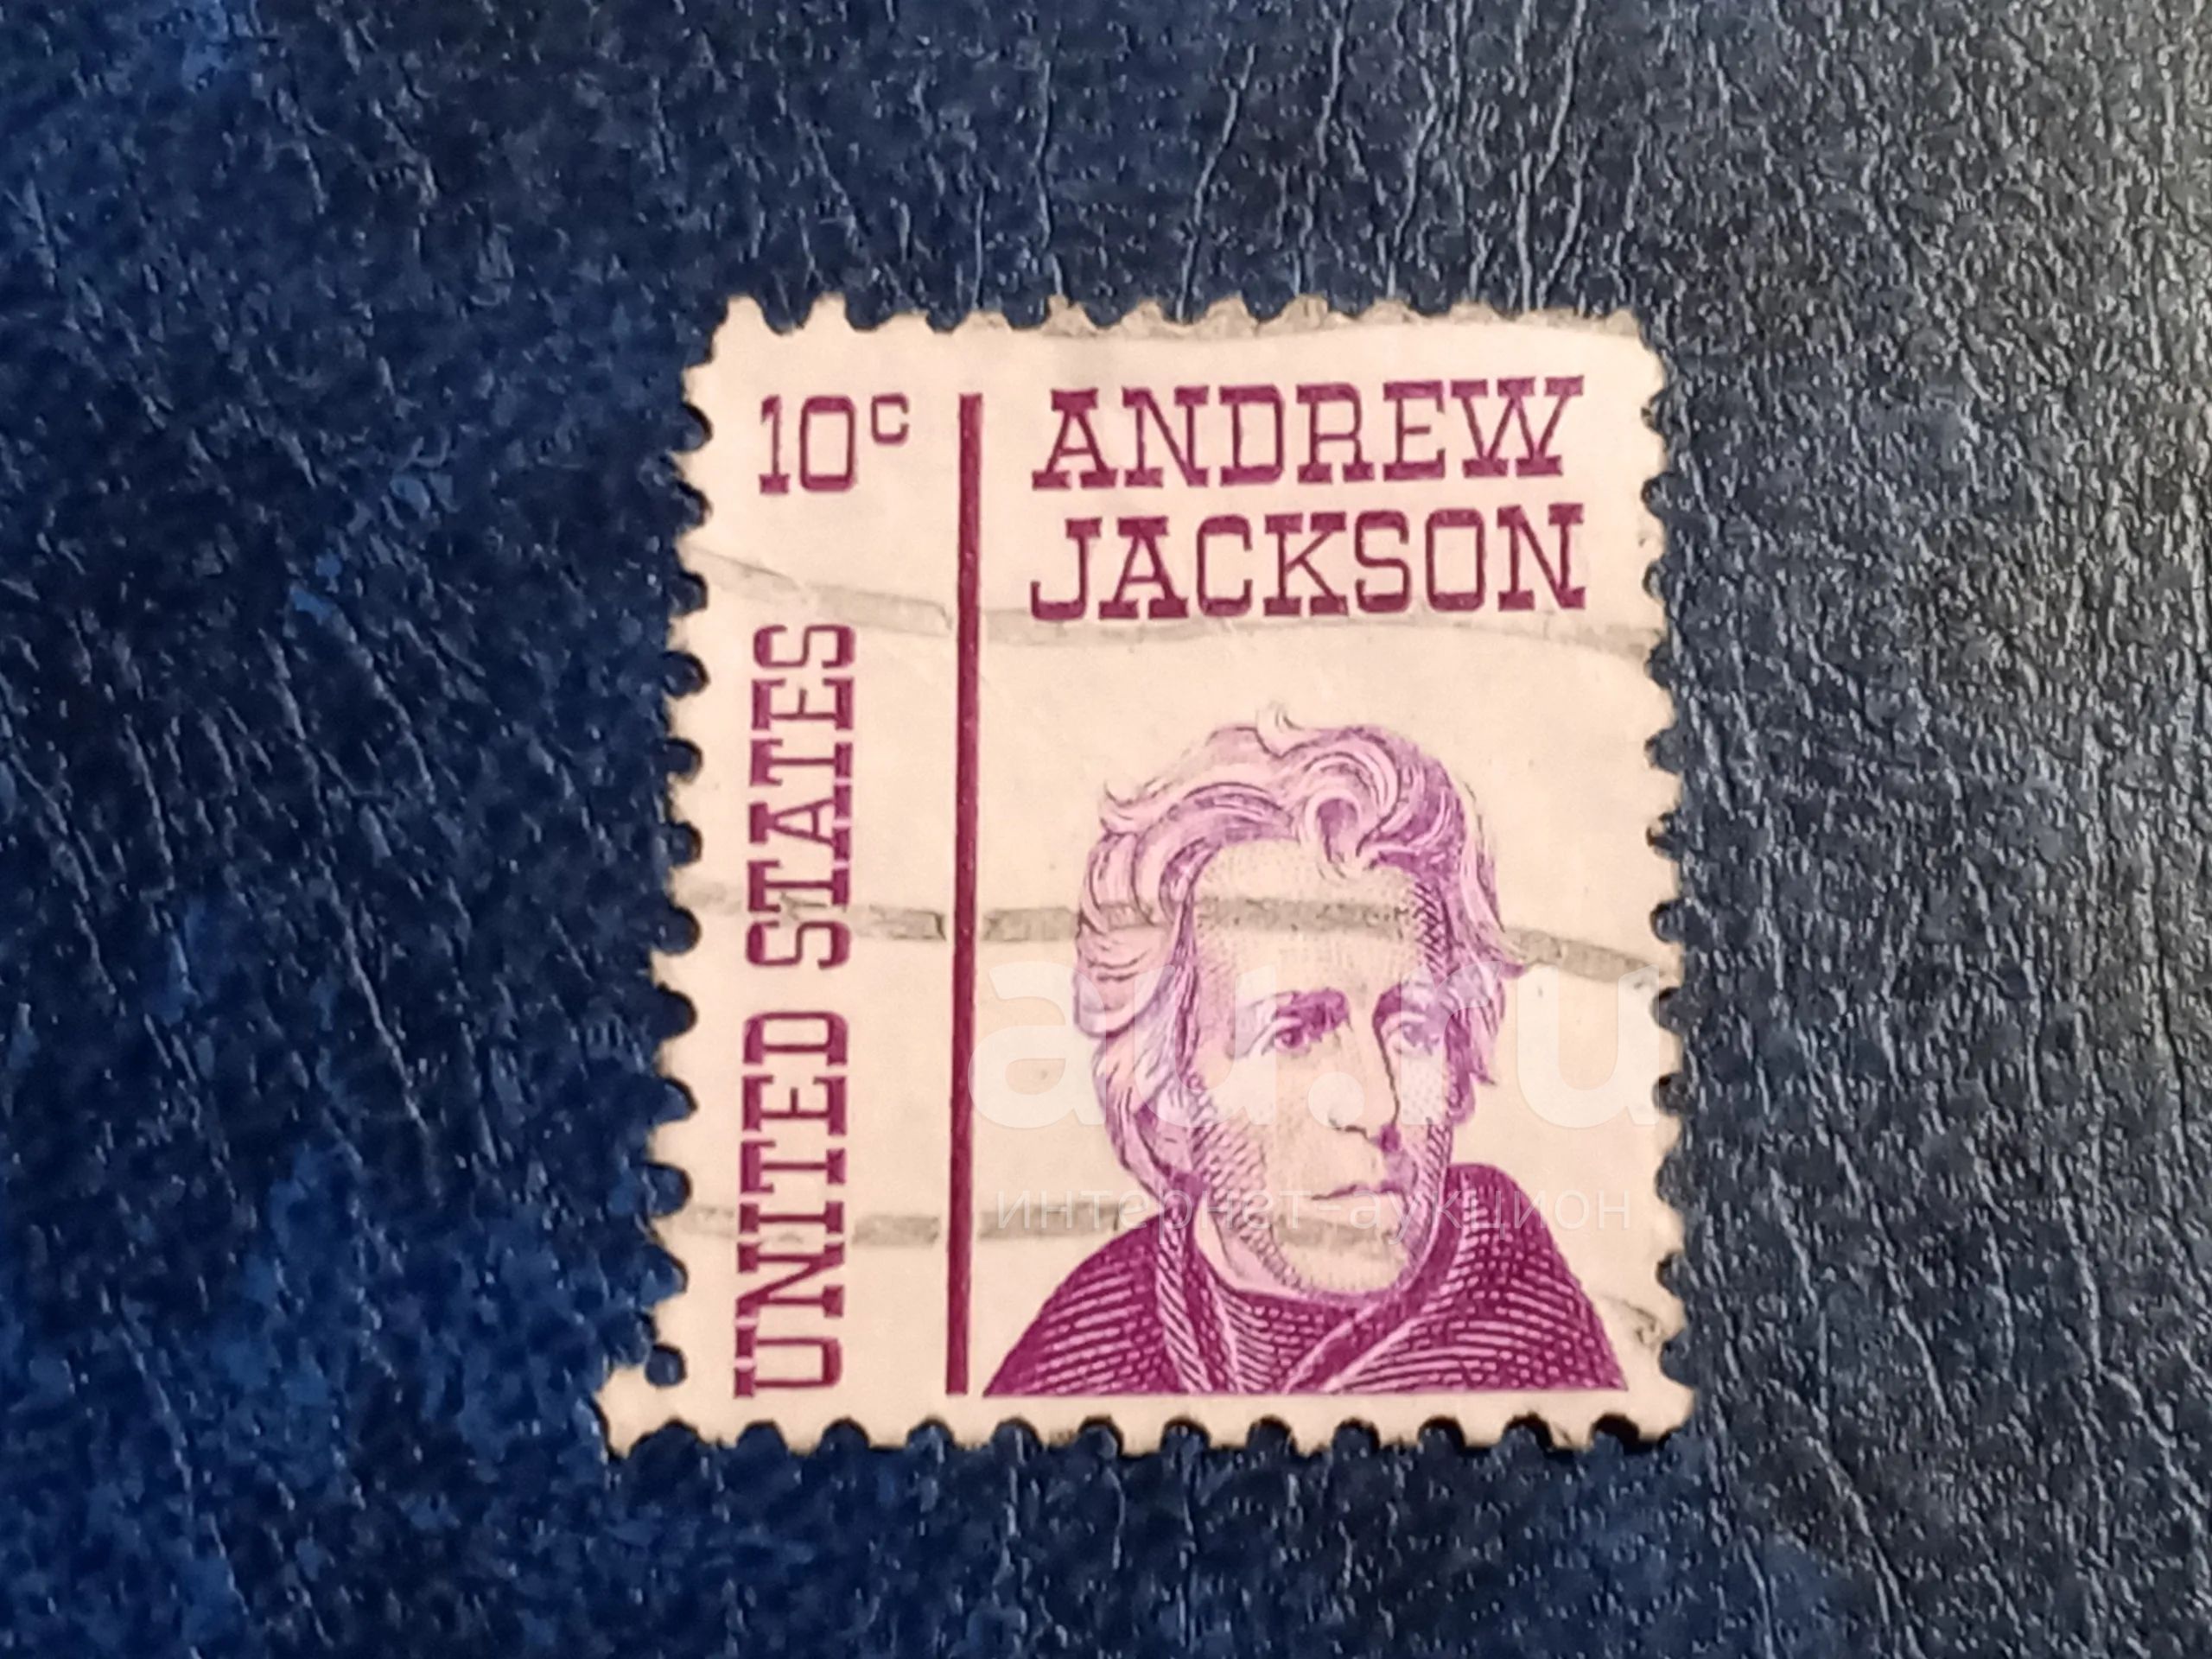 10c
ANDREW
JACKSON
UNITED STATES
au.ru
интернет-аукцион